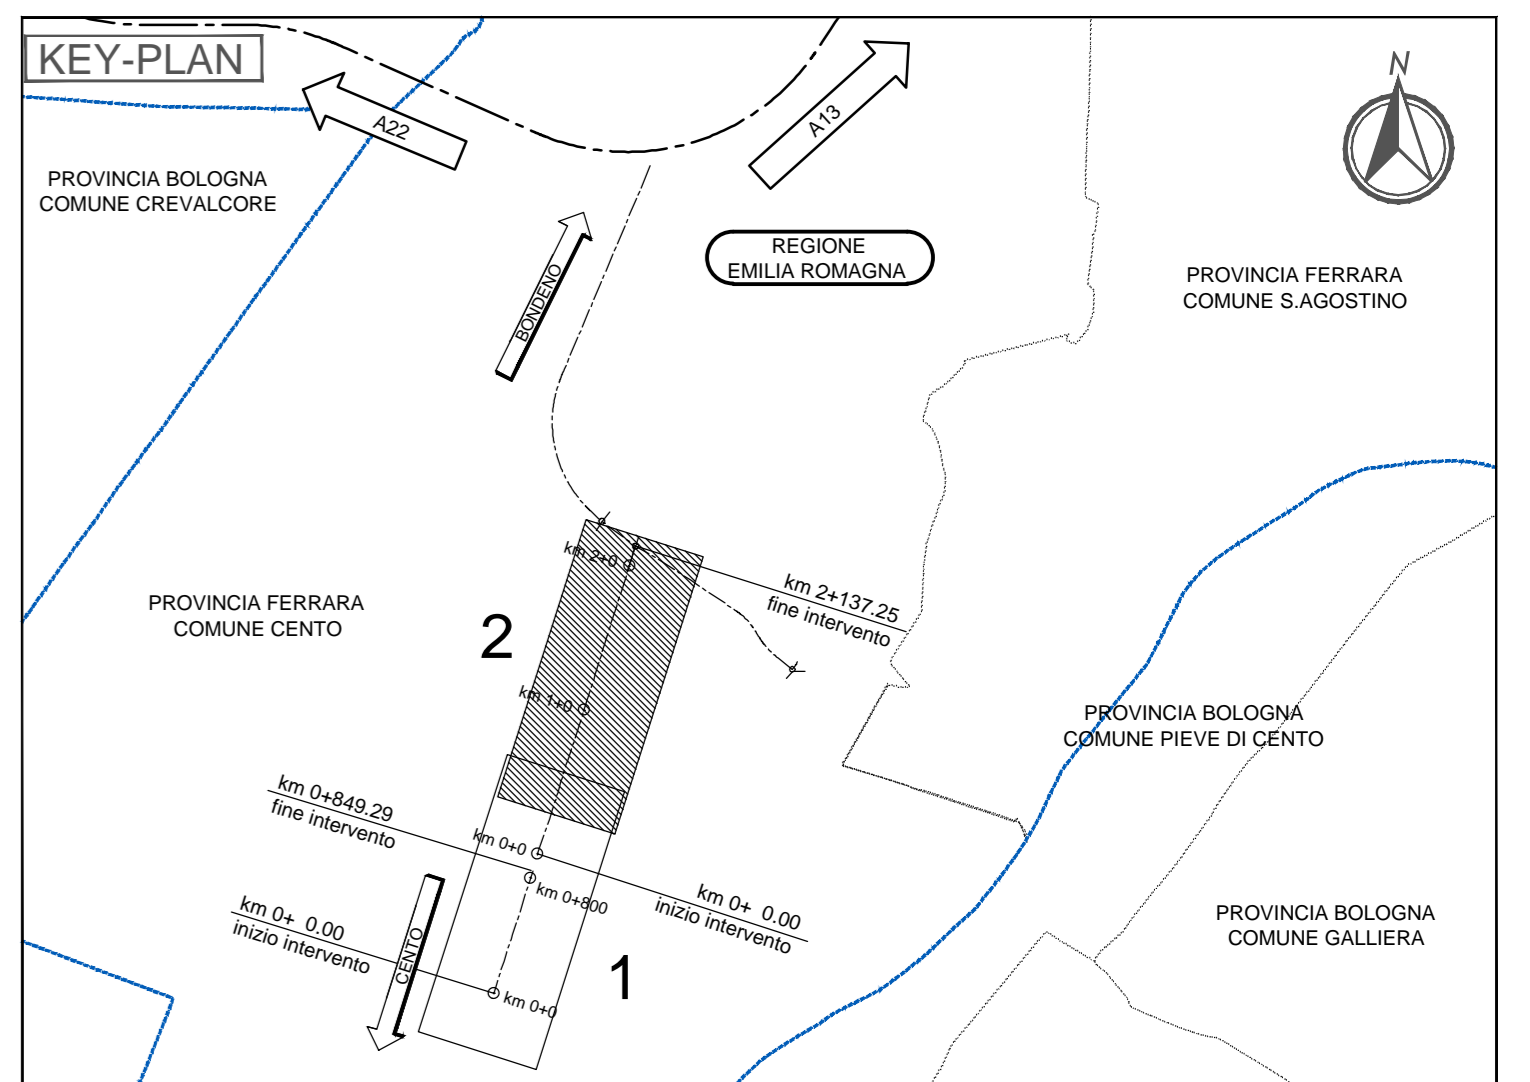 KEY-PLAN
N
A22
A13
PROVINCIA BOLOGNA
COMUNE CREVALCORE
BONDENO
REGIONE
EMILIA ROMAGNA
PROVINCIA FERRARA
COMUNE S.AGOSTINO
km 2+0
km 2+137.25
fine intervento
PROVINCIA FERRARA
COMUNE CENTO
2
km 1+0
PROVINCIA BOLOGNA
COMUNE PIEVE DI CENTO
km 0+849.29
fine intervento
km 0+0
km 0+800
km 0+ 0.00
inizio intervento
km 0+ 0.00
inizio intervento
CENTO
1
km 0+0
PROVINCIA BOLOGNA
COMUNE GALLIERA